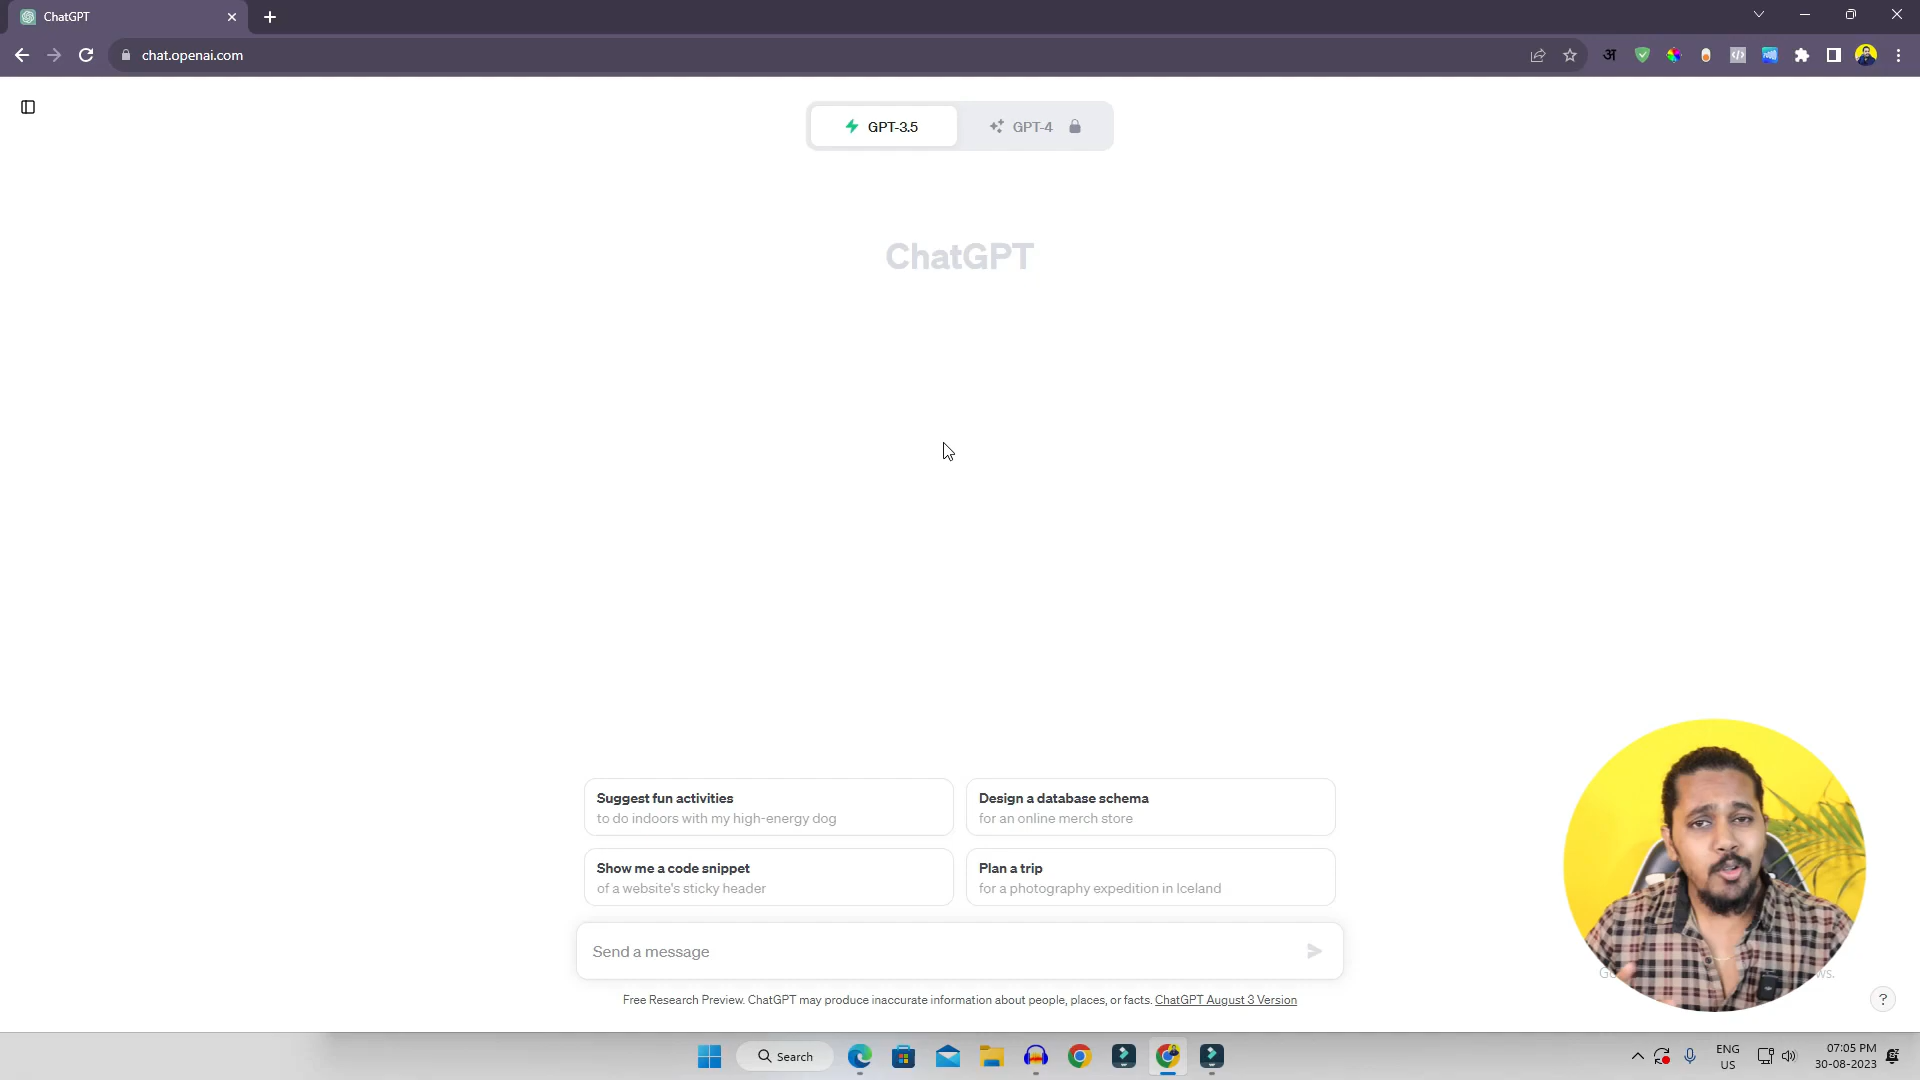 ChatGPT
chat.openai.com
अ
GPT-3.5
GPT-4
ChatGPT
Suggest fun activities
to do indoors with my high-energy dog
Design a database schema
for an online merch store
Show me a code snippet
of a website's sticky header
Plan a trip
for a photography expedition in Iceland
Send a message
Free Research Preview. ChatGPT may produce inaccurate information about people, places, or facts. ChatGPT August 3 Version
?
Search
ENG
US
07:05 PM
30-08-2023